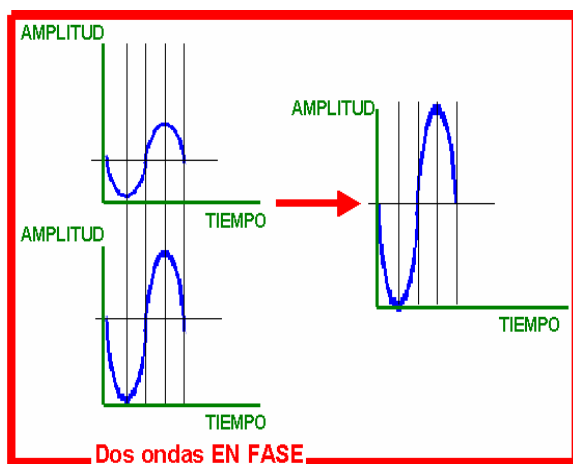 AMPLITUD
TIEMPO
AMPLITUD
TIEMPO
AMPLITUD
TIEMPO
Dos ondas EN FASE